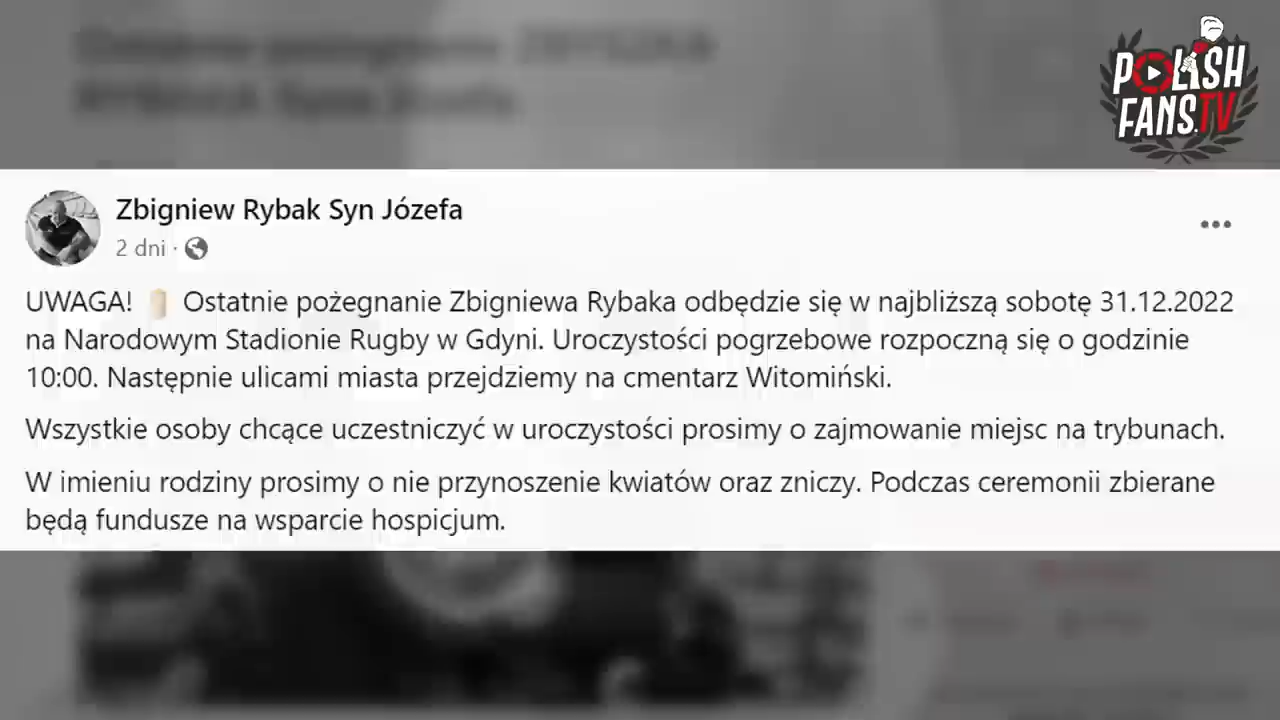 POLISH
FANS.TV
Zbigniew Rybak Syn Józefa
2 dni ·
UWAGA! Ostatnie pożegnanie Zbigniewa Rybaka odbędzie się w najbliższą sobotę 31.12.2022
na Narodowym Stadionie Rugby w Gdyni. Uroczystości pogrzebowe rozpoczną się o godzinie
10:00. Następnie ulicami miasta przejdziemy na cmentarz Witomiński.
Wszystkie osoby chcące uczestniczyć w uroczystości prosimy o zajmowanie miejsc na trybunach.
W imieniu rodziny prosimy o nie przynoszenie kwiatów oraz zniczy. Podczas ceremonii zbierane
będą fundusze na wsparcie hospicjum.